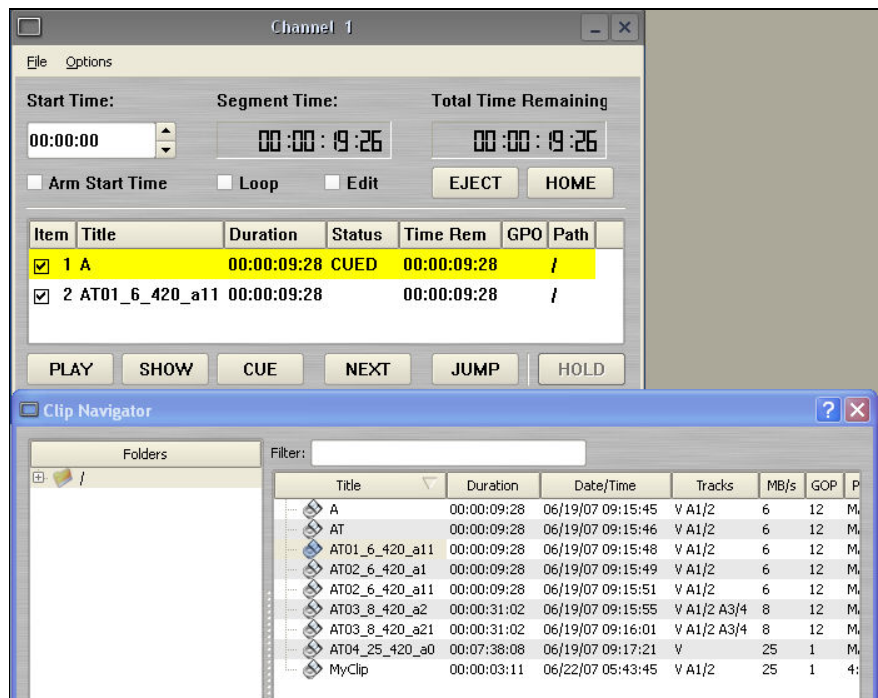 Channel 1
File Options
Start Time: Segment Time: Total Time Remaining
00:00:00 00:00:19:26 00:00:19:26
Arm Start Time Loop Edit EJECT HOME
Item Title Duration Status Time Rem GPO Path
1 A 00:00:09:28 CUED 00:00:09:28 /
2 AT01_6_420_a11 00:00:09:28 00:00:09:28 /
PLAY SHOW CUE NEXT JUMP HOLD
Clip Navigator
Folders Filter:
/
Title Duration Date/Time Tracks MB/s GOP P
A 00:00:09:28 06/19/07 09:15:45 V A1/2 6 12 M
AT 00:00:09:28 06/19/07 09:15:46 V A1/2 6 12 M
AT01_6_420_a11 00:00:09:28 06/19/07 09:15:48 V A1/2 6 12 M
AT02_6_420_a1 00:00:09:28 06/19/07 09:15:49 V A1/2 6 12 M
AT02_6_420_a11 00:00:09:28 06/19/07 09:15:51 V A1/2 6 12 M
AT03_8_420_a2 00:00:31:02 06/19/07 09:15:55 V A1/2 A3/4 8 12 M
AT03_8_420_a21 00:00:31:02 06/19/07 09:16:01 V A1/2 A3/4 8 12 M
AT04_25_420_a0 00:07:38:08 06/19/07 09:17:21 V 25 1 M
MyClip 00:00:03:11 06/22/07 05:43:45 V A1/2 25 1 4: